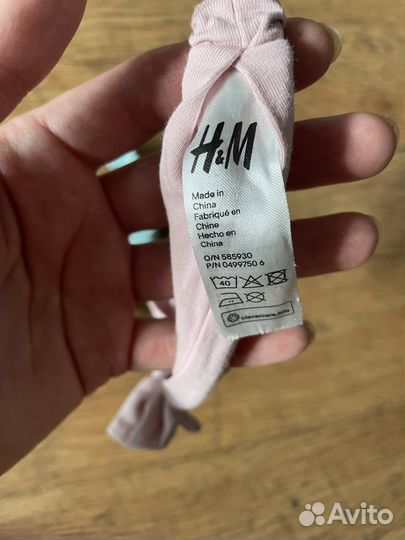 H&M
Made in
China
Fabriqué en
Chine
Hecho en
China
O/N 585930
P/N 0499750 6
40
clevercare.info
Avito